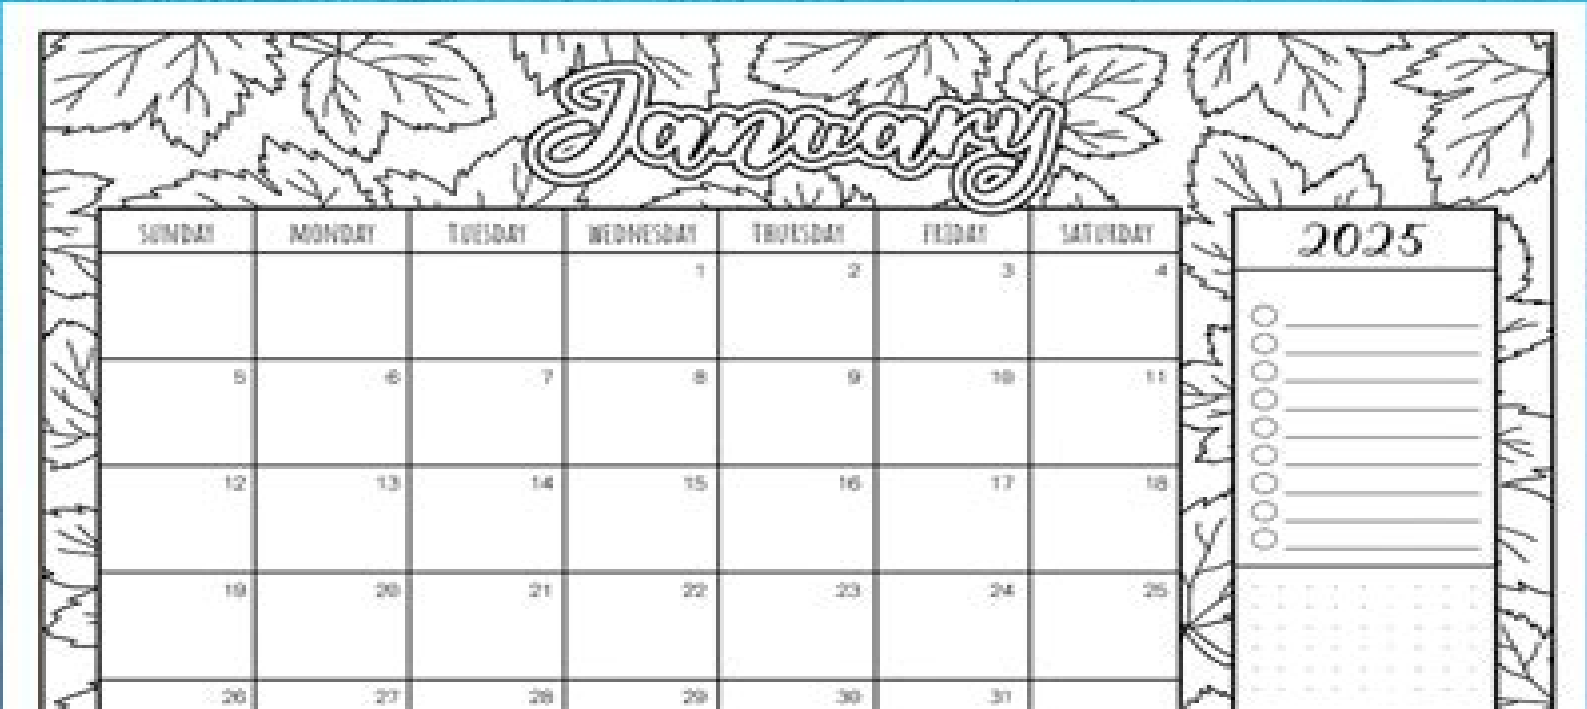 January
SUNDAY MONDAY TUESDAY WEDNESDAY THURSDAY FRIDAY SATURDAY
2025
1 2 3 4
5 6 7 8 9 10 11
12 13 14 15 16 17 18
19 20 21 22 23 24 25
26 27 28 29 30 31